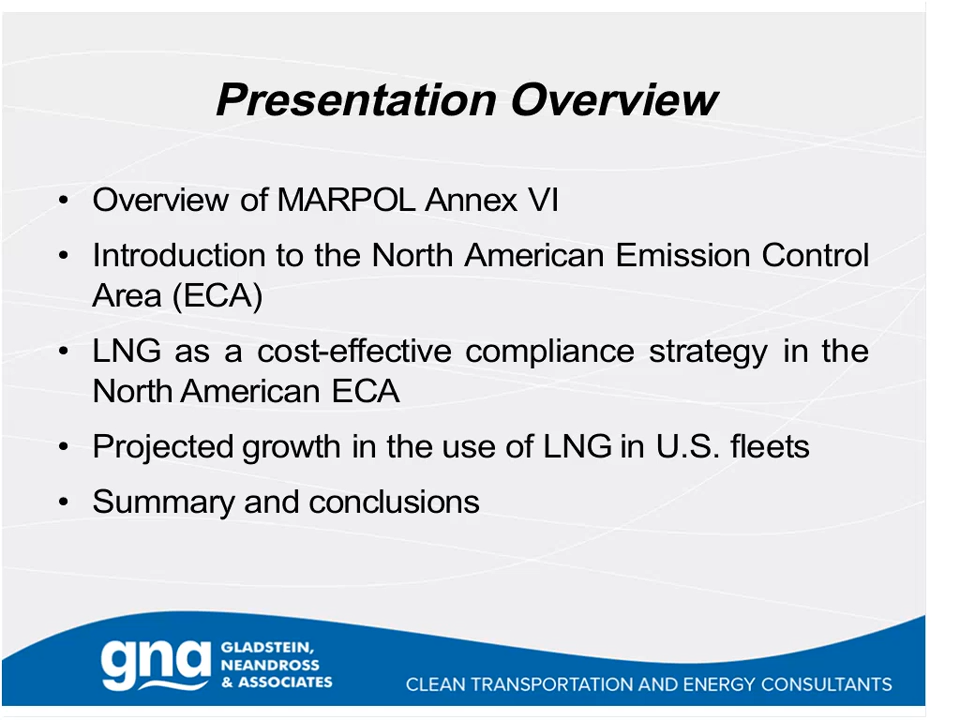 Presentation Overview
• Overview of MARPOL Annex VI
• Introduction to the North American Emission Control
Area (ECA)
• LNG as a cost-effective compliance strategy in the
North American ECA
• Projected growth in the use of LNG in U.S. fleets
• Summary and conclusions
gna
GLADSTEIN,
NEANDROSS
& ASSOCIATES
CLEAN TRANSPORTATION AND ENERGY CONSULTANTS